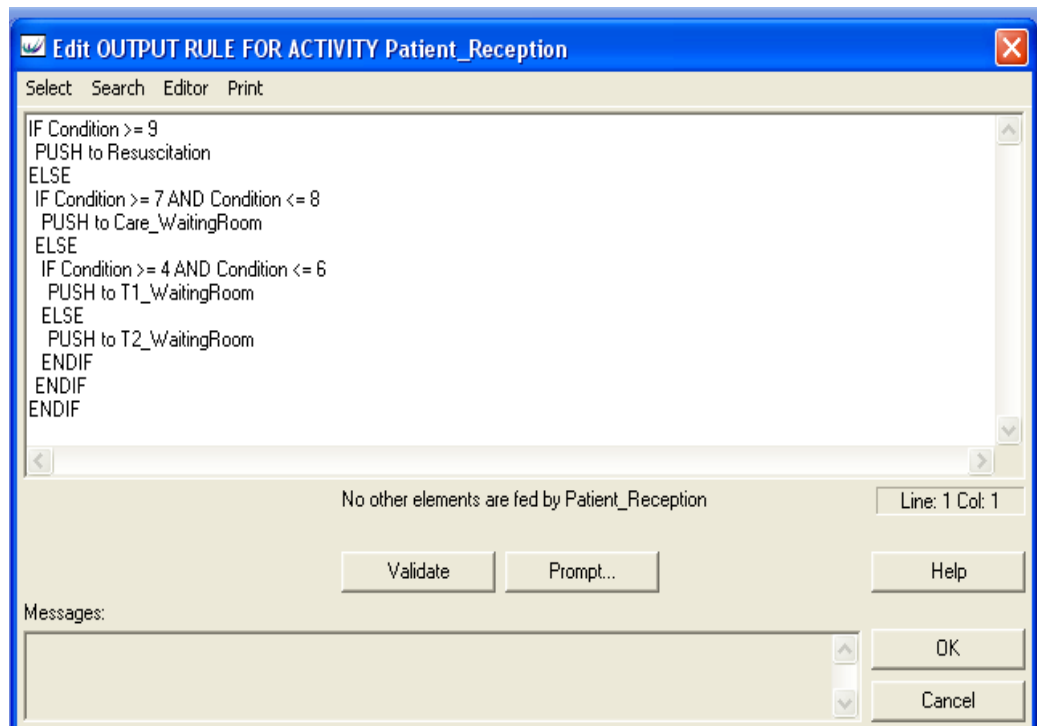 Edit OUTPUT RULE FOR ACTIVITY Patient_Reception
Select Search Editor Print
IF Condition >= 9
PUSH to Resuscitation
ELSE
IF Condition >= 7 AND Condition <= 8
PUSH to Care_WaitingRoom
ELSE
IF Condition >= 4 AND Condition <= 6
PUSH to T1_WaitingRoom
ELSE
PUSH to T2_WaitingRoom
ENDIF
ENDIF
ENDIF
No other elements are fed by Patient_Reception
Line: 1 Col: 1
Validate
Prompt...
Help
Messages:
OK
Cancel